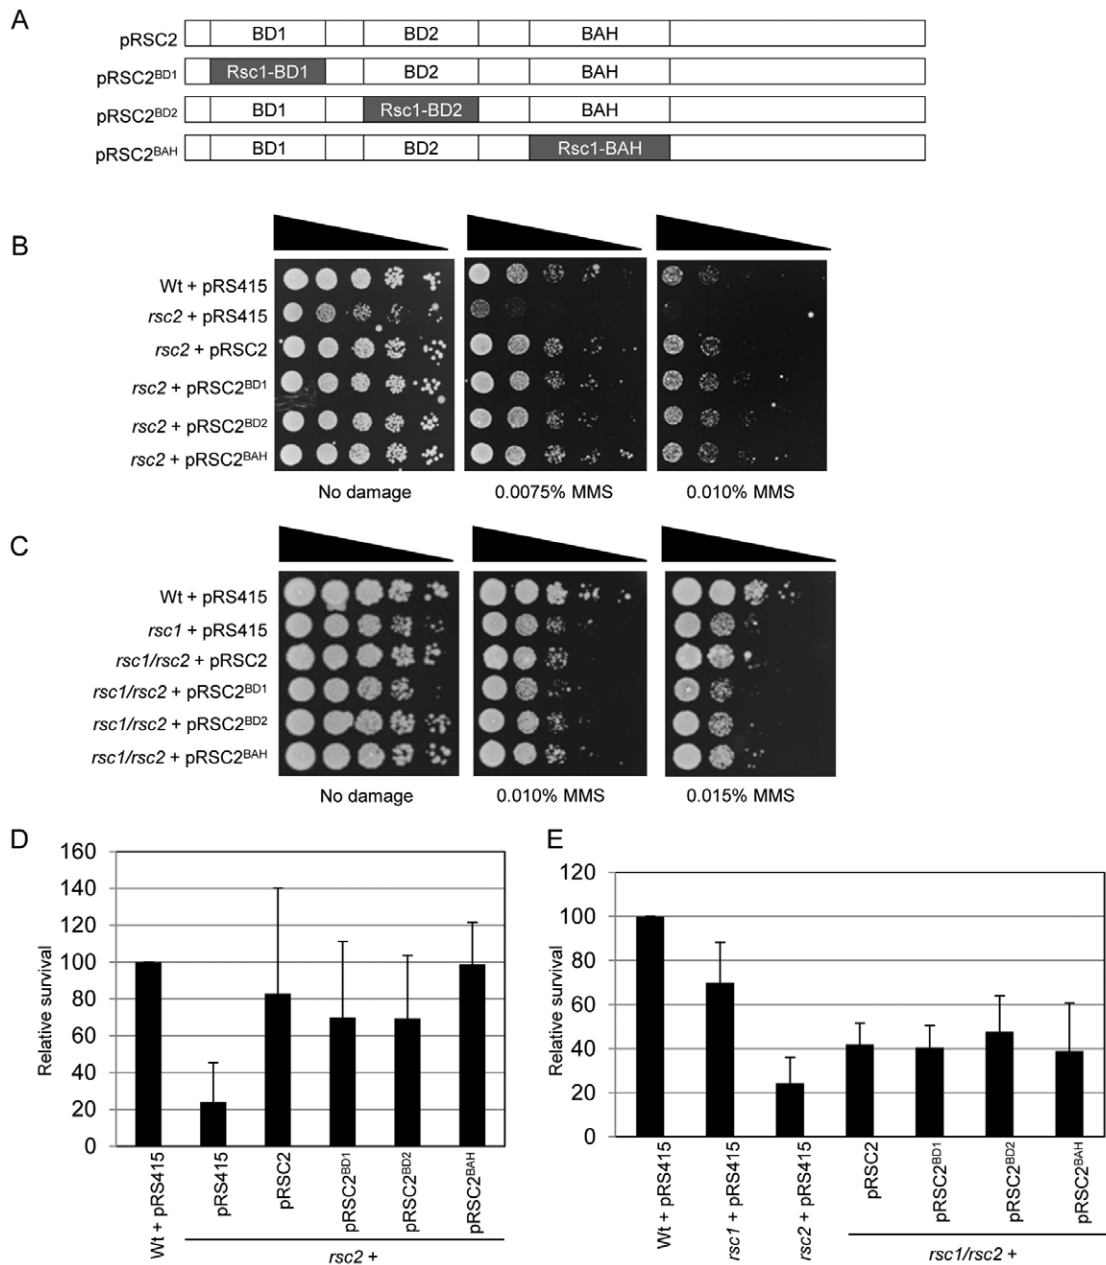 A
pRSC2 BD1 BD2 BAH
pRSC2BD1 Rsc1-BD1 BD2 BAH
pRSC2BD2 BD1 Rsc1-BD2 BAH
pRSC2BAH BD1 BD2 Rsc1-BAH
B
Wt + pRS415
rsc2 + pRS415
rsc2 + pRSC2
rsc2 + pRSC2BD1
rsc2 + pRSC2BD2
rsc2 + pRSC2BAH
No damage 0.0075% MMS 0.010% MMS
C
Wt + pRS415
rsc1 + pRS415
rsc1/rsc2 + pRSC2
rsc1/rsc2 + pRSC2BD1
rsc1/rsc2 + pRSC2BD2
rsc1/rsc2 + pRSC2BAH
No damage 0.010% MMS 0.015% MMS
D
Relative survival
160
140
120
100
80
60
40
20
0
Wt + pRS415
pRS415
pRSC2
pRSC2BD1
pRSC2BD2
pRSC2BAH
rsc2 +
E
Relative survival
120
100
80
60
40
20
0
Wt + pRS415
rsc1 + pRS415
rsc2 + pRS415
pRSC2
pRSC2BD1
pRSC2BD2
pRSC2BAH
rsc1/rsc2 +